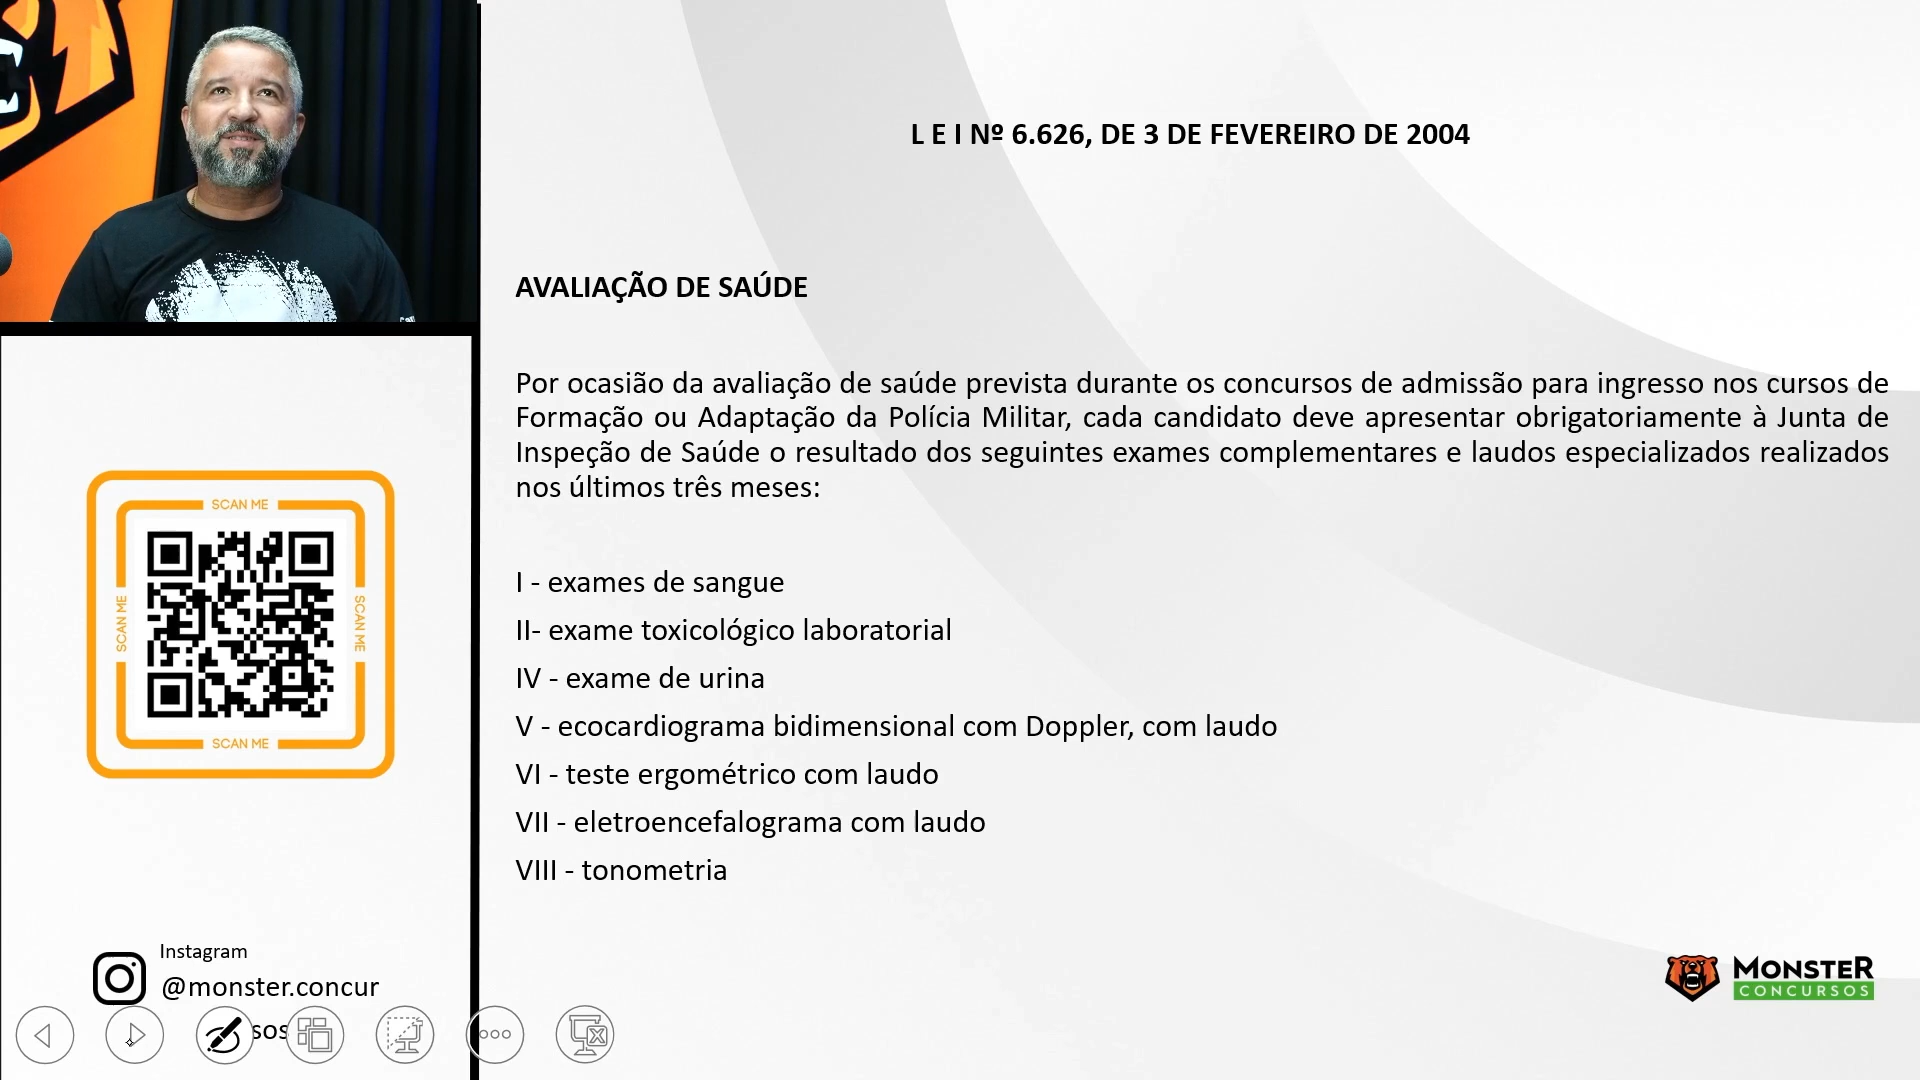 L E I Nº 6.626, DE 3 DE FEVEREIRO DE 2004
AVALIAÇÃO DE SAÚDE
Por ocasião da avaliação de saúde prevista durante os concursos de admissão para ingresso nos cursos de
Formação ou Adaptação da Polícia Militar, cada candidato deve apresentar obrigatoriamente à Junta de
Inspeção de Saúde o resultado dos seguintes exames complementares e laudos especializados realizados
nos últimos três meses:
I - exames de sangue
II- exame toxicológico laboratorial
IV - exame de urina
V - ecocardiograma bidimensional com Doppler, com laudo
VI - teste ergométrico com laudo
VII - eletroencefalograma com laudo
VIII - tonometria
SCAN ME
SCAN ME
SCAN ME
SCAN ME
Instagram
@monster.concur
sos
MONSTER
CONCURSOS